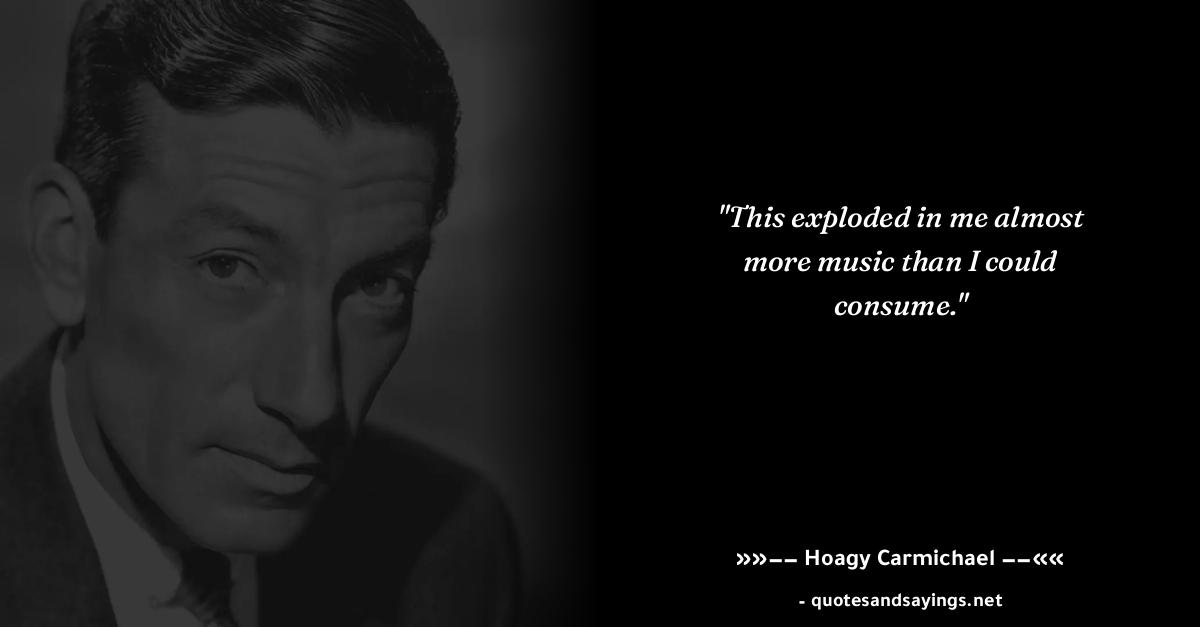 "This exploded in me almost
more music than I could
consume."
»»–– Hoagy Carmichael ––««
- quotesandsayings.net